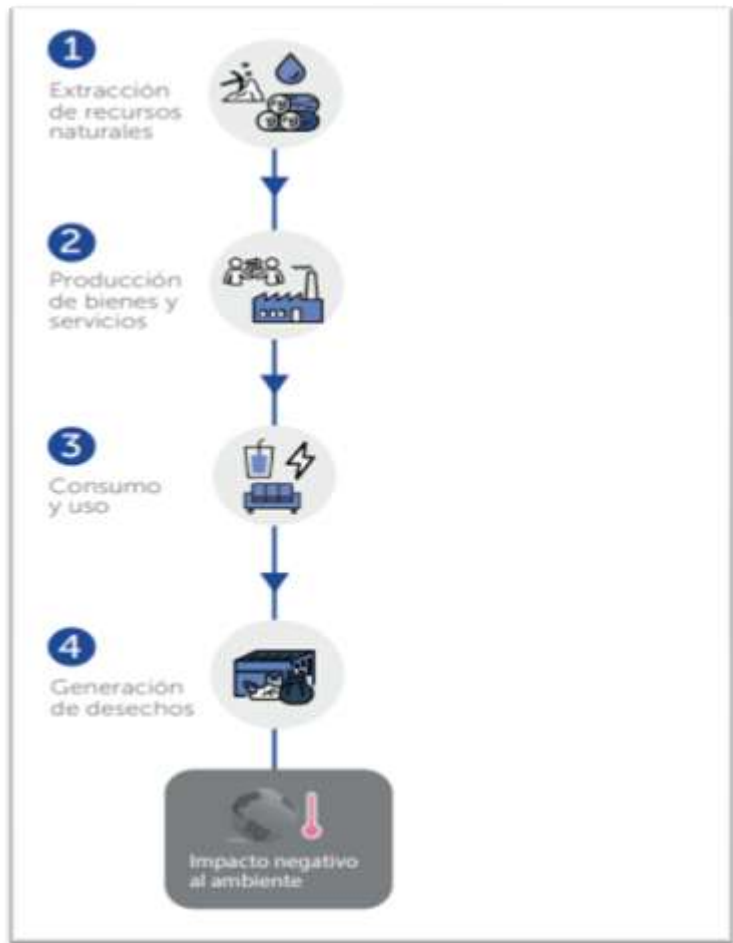 1
Extracción
de recursos
naturales
2
Producción
de bienes y
servicios
3
Consumo
y uso
4
Generación
de desechos
Impacto negativo
al ambiente